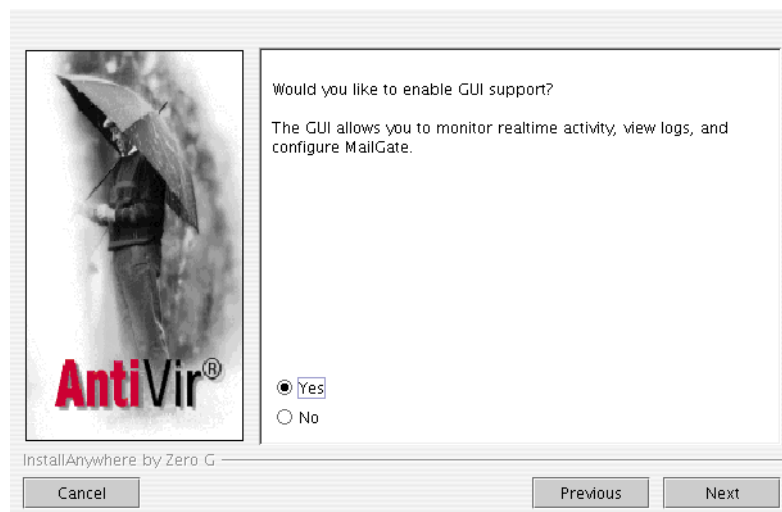 Would you like to enable GUI support?
The GUI allows you to monitor realtime activity, view logs, and
configure MailGate.
AntiVir®
Yes
No
InstallAnywhere by Zero G
Cancel
Previous
Next